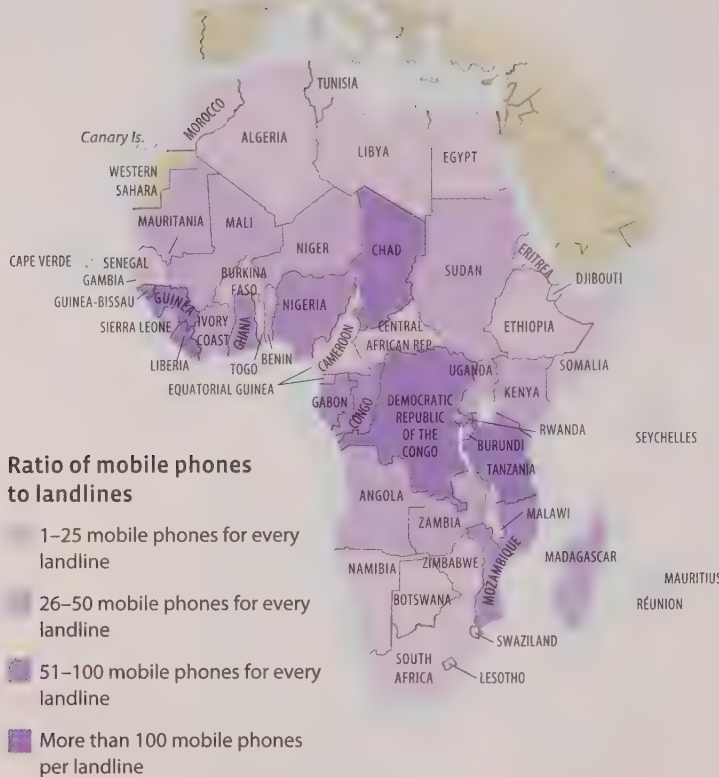 TUNISIA
MOROCCO
Canary Is.
ALGERIA
LIBYA
EGYPT
WESTERN
SAHARA
MAURITANIA
MALI
NIGER
CHAD
SUDAN
ERITREA
CAPE VERDE
SENEGAL
GAMBIA
DJIBOUTI
GUINEA-BISSAU
GUINEA
BURKINA
FASO
NIGERIA
SIERRA LEONE
IVORY
COAST
GHANA
CENTRAL
AFRICAN REP.
ETHIOPIA
LIBERIA
TOGO
BENIN
CAMEROON
SOMALIA
EQUATORIAL GUINEA
UGANDA
KENYA
GABON
CONGO
DEMOCRATIC
REPUBLIC
OF THE
CONGO
RWANDA
BURUNDI
SEYCHELLES
TANZANIA
ANGOLA
ZAMBIA
MALAWI
MADAGASCAR
NAMIBIA
ZIMBABWE
MOZAMBIQUE
BOTSWANA
MAURITIUS
RÉUNION
SWAZILAND
SOUTH
AFRICA
LESOTHO
Ratio of mobile phones
to landlines
1–25 mobile phones for every
landline
26–50 mobile phones for every
landline
51–100 mobile phones for every
landline
More than 100 mobile phones
per landline